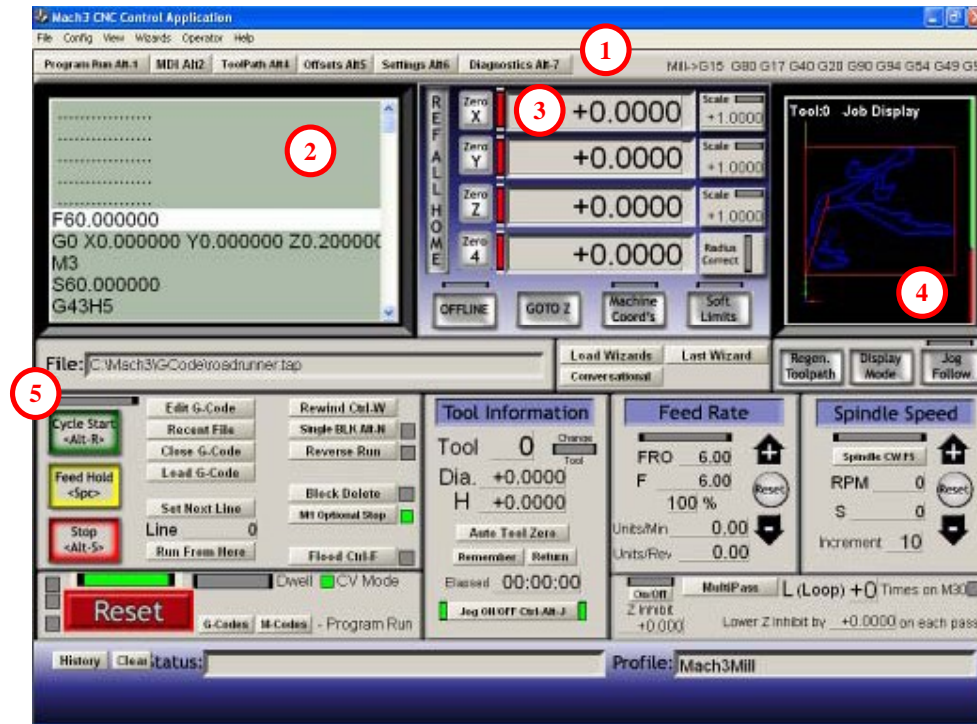 Mach3 CNC Control Application
File Config View Wizards Operator Help
Program Run Alt-1 MDI Alt2 ToolPath Alt4 Offsets Alt5 Settings Alt6 Diagnostics Alt-7 1 Mill->G15 G80 G17 G40 G20 G90 G94 G54 G49 G9
2
..................
..................
..................
..................
..................
F60.000000
G0 X0.000000 Y0.000000 Z0.20000
M3
S60.000000
G43H5
REF ALL HOME
3
Zero X +0.0000 Scale +1.0000
Zero Y +0.0000 Scale +1.0000
Zero Z +0.0000 Scale +1.0000
Zero 4 +0.0000 Radius Correct
OFFLINE GOTO Z Machine Coord's Soft Limits
Tool:0 Job Display
4
File: C:\Mach3\GCode\roadrunner.tap
Load Wizards Last Wizard
Conversational
Regen. Toolpath Display Mode Jog Follow
5
Cycle Start <Alt-R>
Feed Hold <Spc>
Stop <Alt-S>
Edit G-Code Rewind Ctrl-W
Recent File Single BLK Alt-N
Close G-Code Reverse Run
Load G-Code
Block Delete
Set Next Line M1 Optional Stop
Line 0
Run From Here Flood Ctrl-F
Dwell CV Mode
Reset
G-Codes M-Codes - Program Run
Tool Information
Tool 0 Change Tool
Dia. +0.0000
H +0.0000
Auto Tool Zero
Remember Return
Elapsed 00:00:00
Jog ON/OFF Ctrl-Alt-J
Feed Rate
FRO 6.00
F 6.00 Reset
100 %
Units/Min 0.00
Units/Rev 0.00
Spindle Speed
Spindle CW F5
RPM 0 Reset
S 0
Increment 10
On/Off MultiPass L (Loop) +0 Times on M30
Z Inhibit
+0.000 Lower Z Inhibit by +0.0000 on each pass
History Clear Status: Profile: Mach3Mill